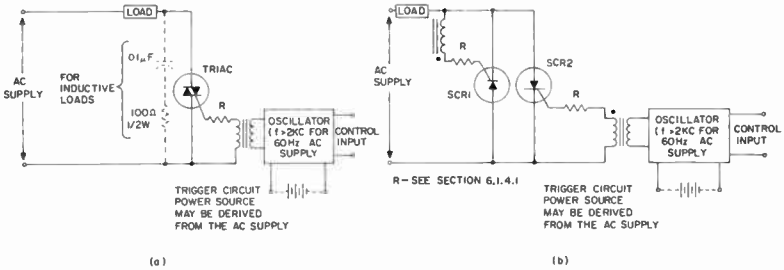 LOAD
AC
SUPPLY
FOR
INDUCTIVE
LOADS
0.1μF
100Ω
1/2W
TRIAC
R
OSCILLATOR
(f>2KC FOR
60Hz AC
SUPPLY
CONTROL
INPUT
TRIGGER CIRCUIT
POWER SOURCE
MAY BE DERIVED
FROM THE AC SUPPLY
(a)
LOAD
AC
SUPPLY
R
SCR1
SCR2
R
OSCILLATOR
(f>2KC FOR
60Hz AC
SUPPLY
CONTROL
INPUT
R-SEE SECTION 6.1.4.1
TRIGGER CIRCUIT
POWER SOURCE
MAY BE DERIVED
FROM THE AC SUPPLY
(b)